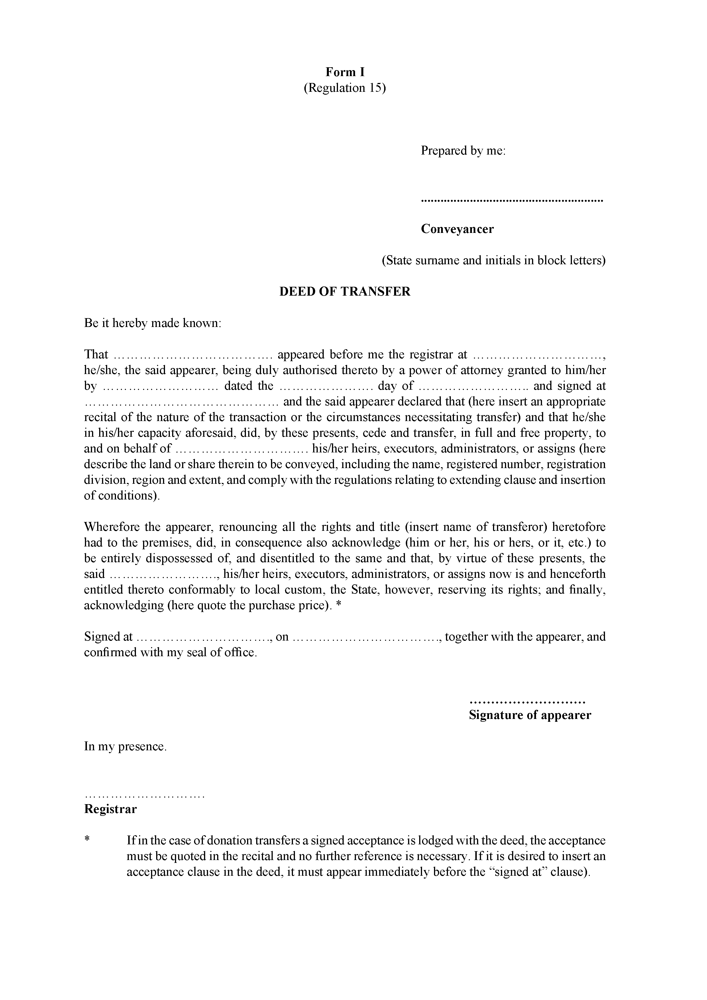 Form I
(Regulation 15)
Prepared by me:
........................................................
Conveyancer
(State surname and initials in block letters)
DEED OF TRANSFER
Be it hereby made known:
That ………………………………. appeared before me the registrar at …………………………,
he/she, the said appearer, being duly authorised thereto by a power of attorney granted to him/her
by ……………………… dated the …………………. day of …………………….. and signed at
……………………………………… and the said appearer declared that (here insert an appropriate
recital of the nature of the transaction or the circumstances necessitating transfer) and that he/she
in his/her capacity aforesaid, did, by these presents, cede and transfer, in full and free property, to
and on behalf of …………………………. his/her heirs, executors, administrators, or assigns (here
describe the land or share therein to be conveyed, including the name, registered number, registration
division, region and extent, and comply with the regulations relating to extending clause and insertion
of conditions).
Wherefore the appearer, renouncing all the rights and title (insert name of transferor) heretofore
had to the premises, did, in consequence also acknowledge (him or her, his or hers, or it, etc.) to
be entirely dispossessed of, and disentitled to the same and that, by virtue of these presents, the
said ……………………., his/her heirs, executors, administrators, or assigns now is and henceforth
entitled thereto conformably to local custom, the State, however, reserving its rights; and finally,
acknowledging (here quote the purchase price). *
Signed at …………………………., on ……………………………., together with the appearer, and
confirmed with my seal of office.
………………………
Signature of appearer
In my presence.
……………………….
Registrar
* If in the case of donation transfers a signed acceptance is lodged with the deed, the acceptance
must be quoted in the recital and no further reference is necessary. If it is desired to insert an
acceptance clause in the deed, it must appear immediately before the “signed at” clause).